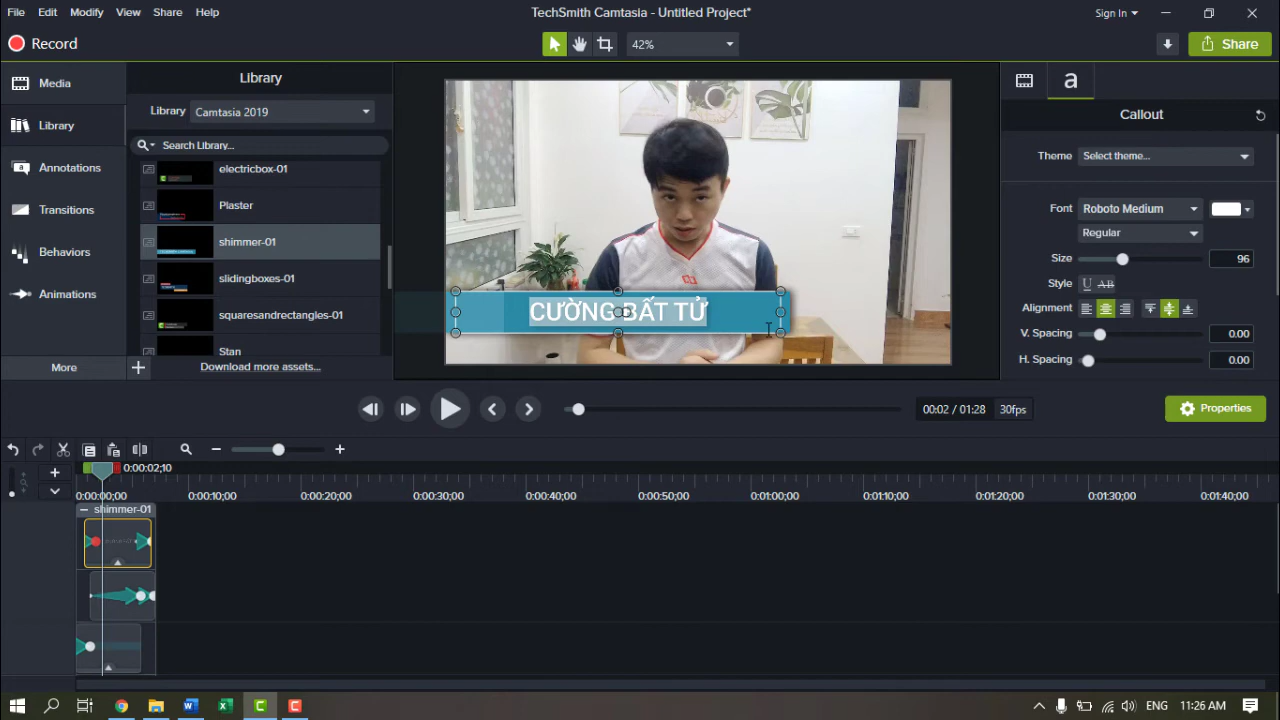 File Edit Modify View Share Help
TechSmith Camtasia - Untitled Project*
Sign In
Record
42%
Share
Media
Library
Annotations
Transitions
Behaviors
Animations
More
Library
Library Camtasia 2019
Search Library...
electricbox-01
Plaster
shimmer-01
slidingboxes-01
squaresandrectangles-01
Stan
Download more assets...
CƯỜNG BẤT TỬ
a
Callout
Theme Select theme...
Font Roboto Medium
Regular
Size 96
Style U AB
Alignment
V. Spacing 0.00
H. Spacing 0.00
00:02 / 01:28 30fps
Properties
0:00:02;10
0:00:00;00 0:00:10;00 0:00:20;00 0:00:30;00 0:00:40;00 0:00:50;00 0:01:00;00 0:01:10;00 0:01:20;00 0:01:30;00 0:01:40;00
shimmer-01
ENG 11:26 AM